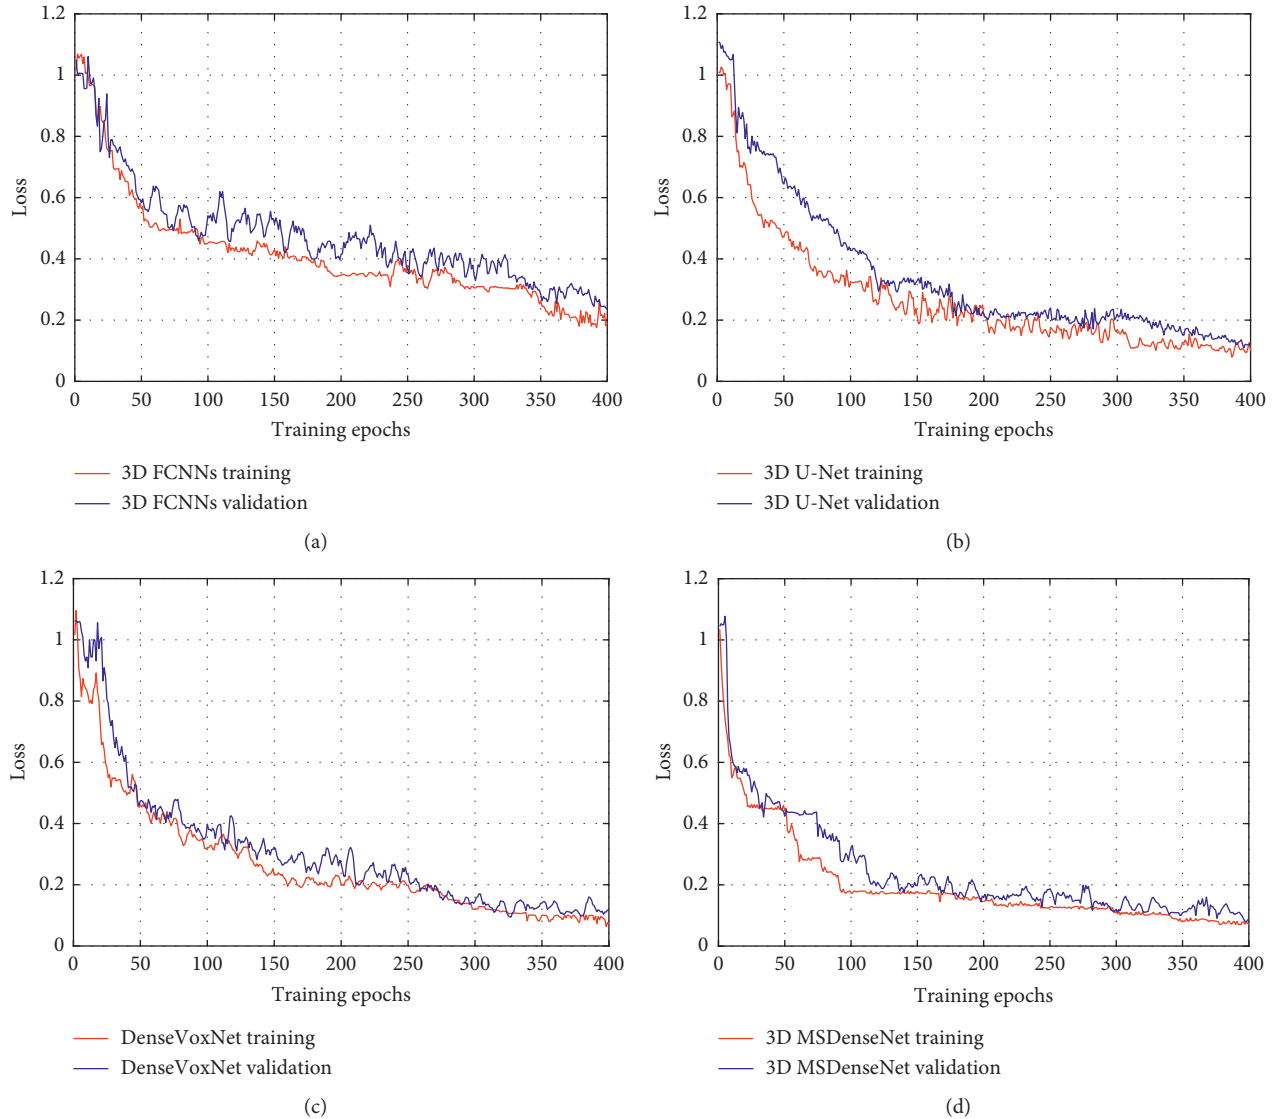 1.2
1
0.8
0.6
0.4
0.2
0
Loss
0 50 100 150 200 250 300 350 400
Training epochs
3D FCNNs training
3D FCNNs validation
(a)
1.2
1
0.8
0.6
0.4
0.2
0
Loss
0 50 100 150 200 250 300 350 400
Training epochs
3D U-Net training
3D U-Net validation
(b)
1.2
1
0.8
0.6
0.4
0.2
0
Loss
0 50 100 150 200 250 300 350 400
Training epochs
DenseVoxNet training
DenseVoxNet validation
(c)
1.2
1
0.8
0.6
0.4
0.2
0
Loss
0 50 100 150 200 250 300 350 400
Training epochs
3D MSDenseNet training
3D MSDenseNet validation
(d)